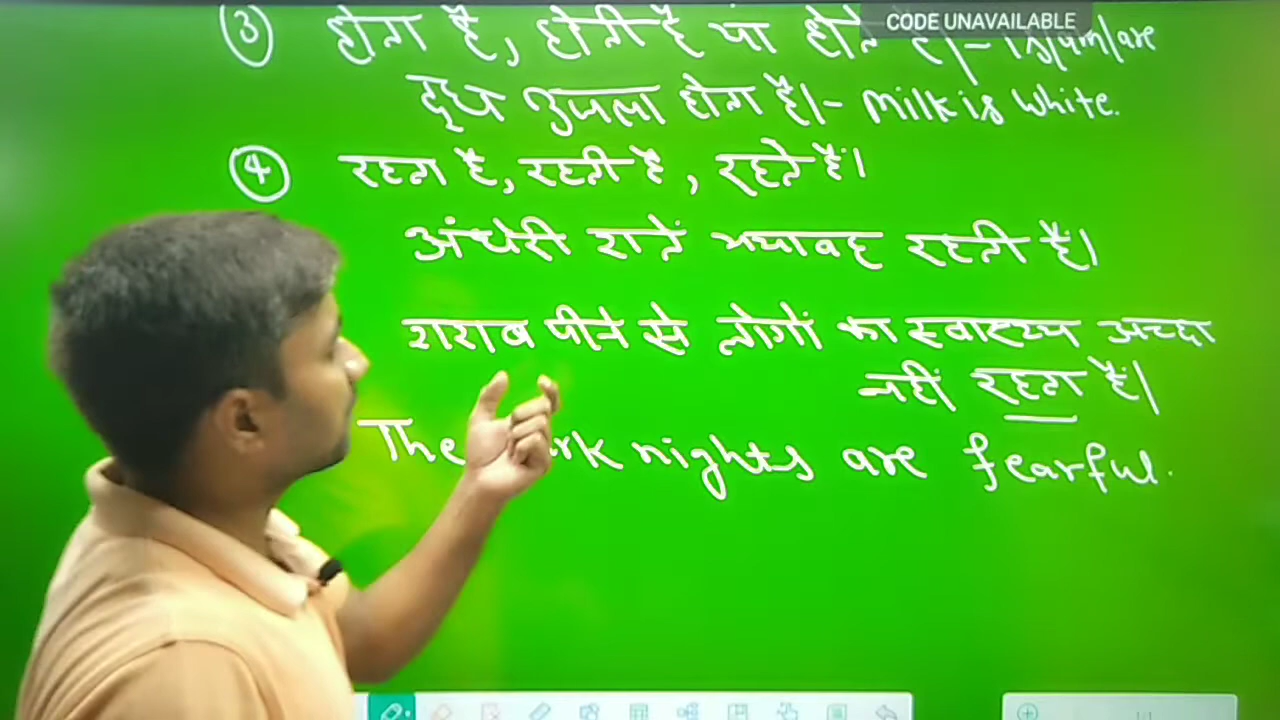 CODE UNAVAILABLE
③ होता है, होती है या होते हैं।- Is/am/are
दूध उजला होता है।- Milk is white.
④ रहता है, रहती है, रहते हैं।
अंधेरी रातें भयावह रहती हैं।
शराब पीने से लोगों का स्वास्थ्य अच्छा
नहीं रहता है।
The nights are fearful.